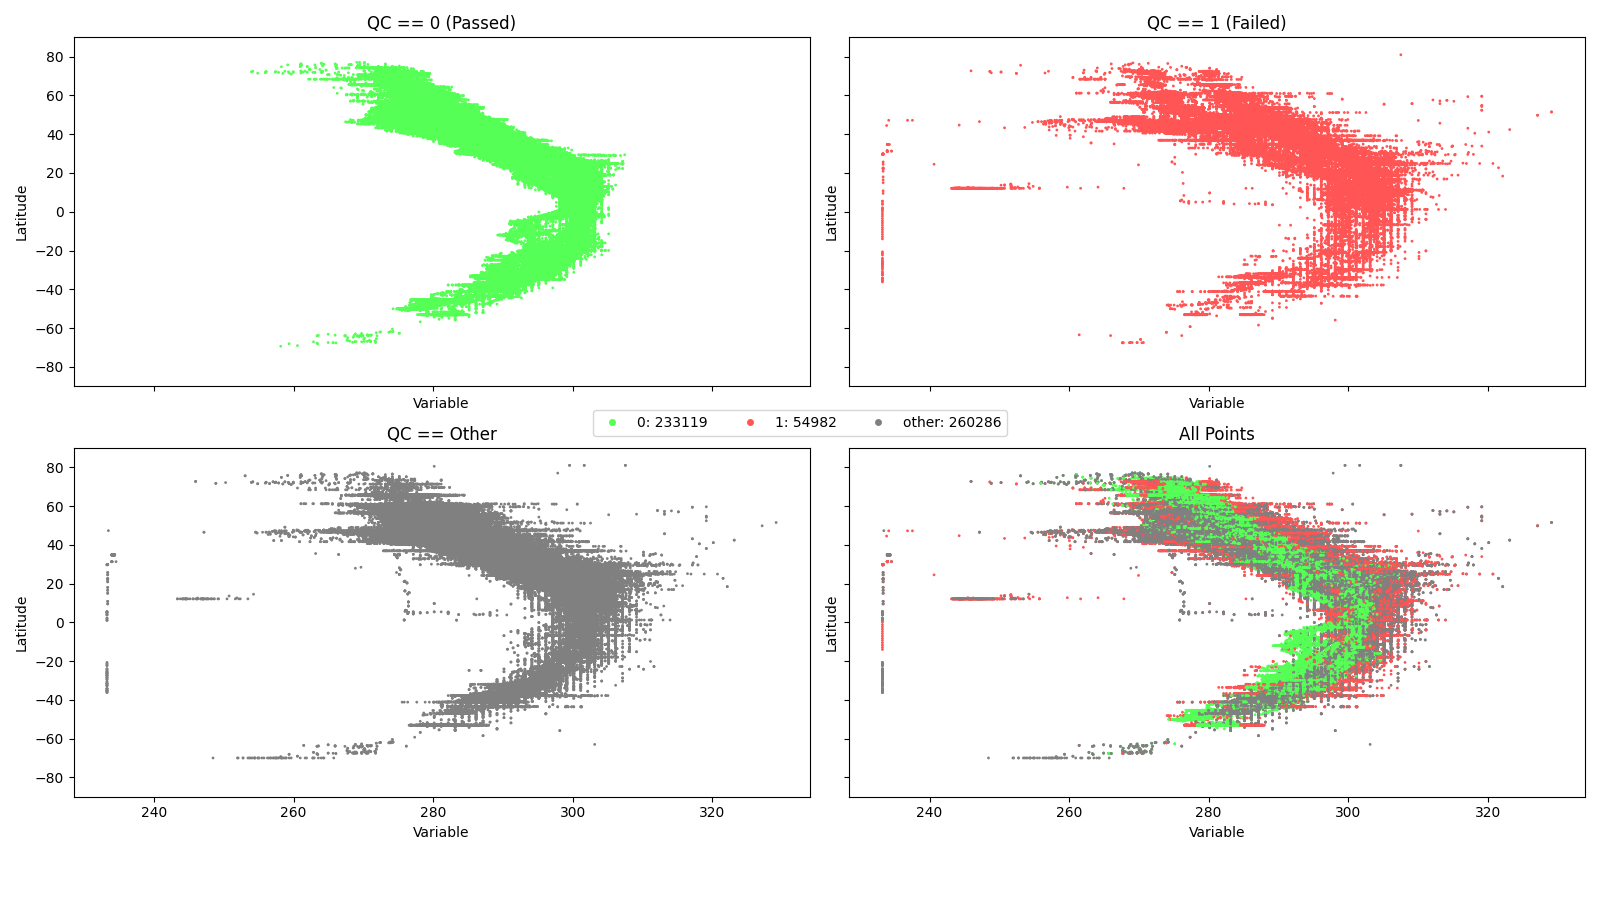 QC == 0 (Passed)
QC == 1 (Failed)
80
60
40
20
0
−20
−40
−60
−80
Latitude
Latitude
Variable
Variable
0: 233119 1: 54982 other: 260286
QC == Other
All Points
80
60
40
20
0
−20
−40
−60
−80
Latitude
Latitude
240 260 280 300 320
240 260 280 300 320
Variable
Variable